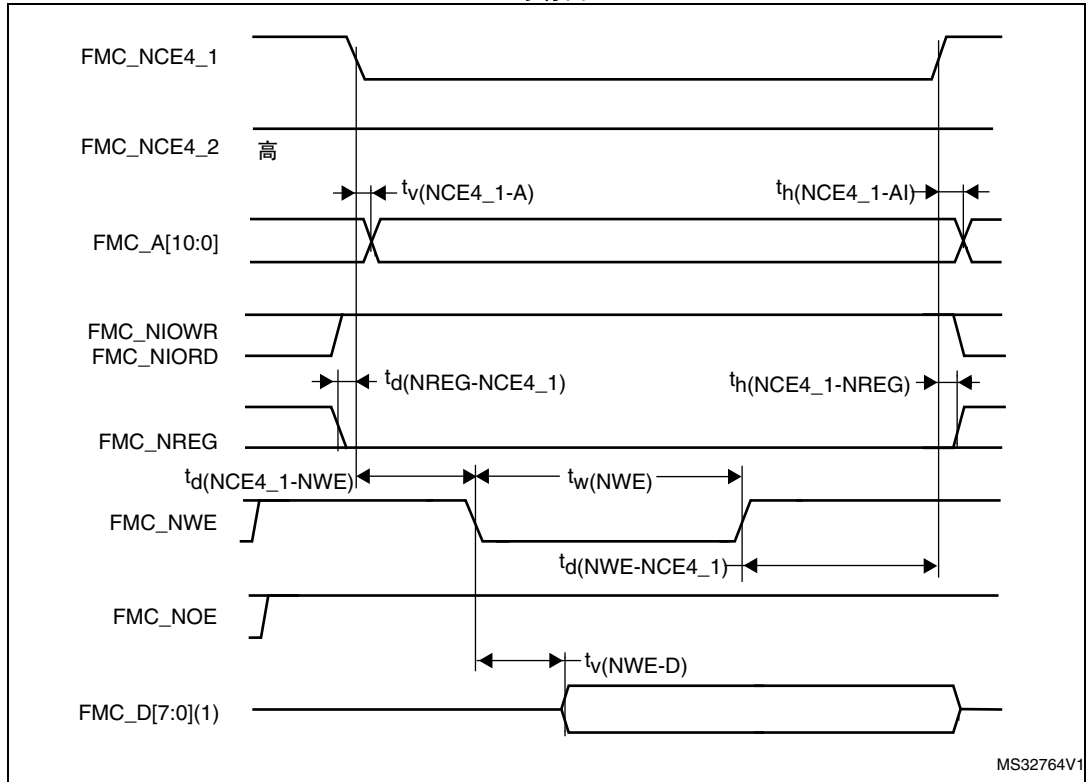 FMC_NCE4_1
FMC_NCE4_2 高
tv(NCE4_1-A) th(NCE4_1-AI)
FMC_A[10:0]
FMC_NIOWR
FMC_NIORD
td(NREG-NCE4_1) th(NCE4_1-NREG)
FMC_NREG
td(NCE4_1-NWE) tw(NWE)
FMC_NWE
td(NWE-NCE4_1)
FMC_NOE
tv(NWE-D)
FMC_D[7:0](1)
MS32764V1